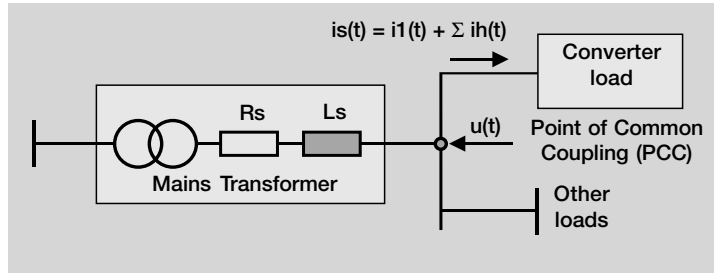 is(t) = i1(t) + Σ ih(t)
Converter
load
Rs
Ls
u(t)
Point of Common
Coupling (PCC)
Mains Transformer
Other
loads